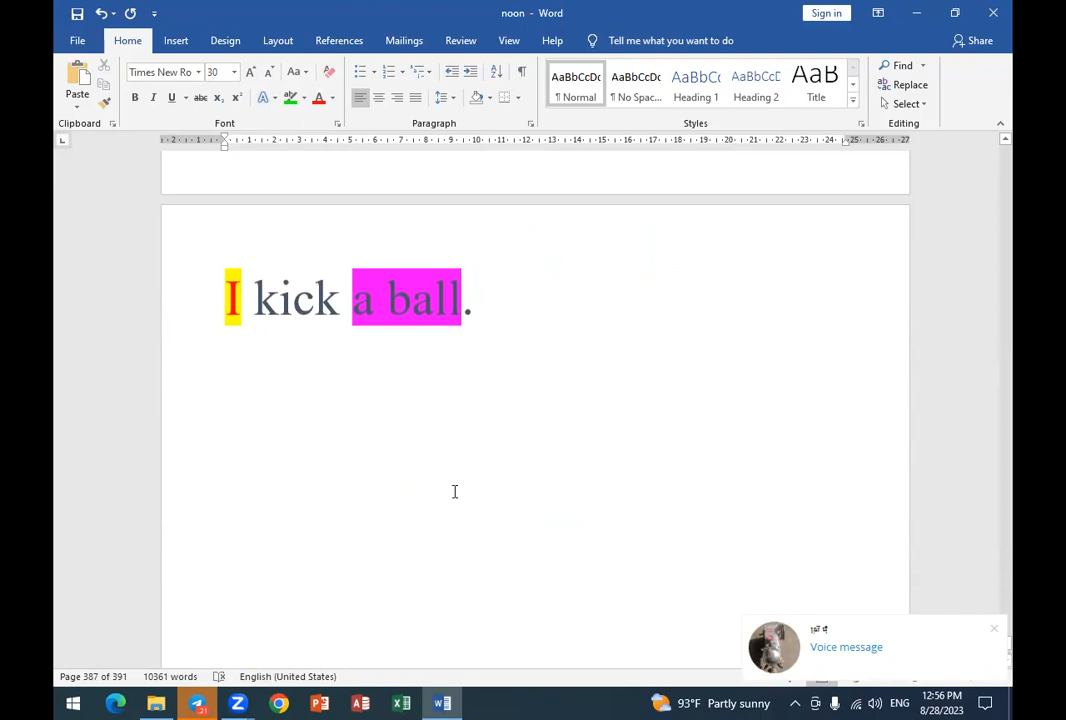 noon - Word
Sign in
File
Home
Insert
Design
Layout
References
Mailings
Review
View
Help
Tell me what you want to do
Share
Paste
Clipboard
Times New Ro
30
Font
Paragraph
AaBbCcDc
¶ Normal
AaBbCcDc
¶ No Spac...
AaBbCc
Heading 1
AaBbCcD
Heading 2
AaB
Title
Styles
Find
Replace
Select
Editing
I kick a ball.
Voice message
Page 387 of 391
10361 words
English (United States)
93°F Partly sunny
ENG
12:56 PM
8/28/2023